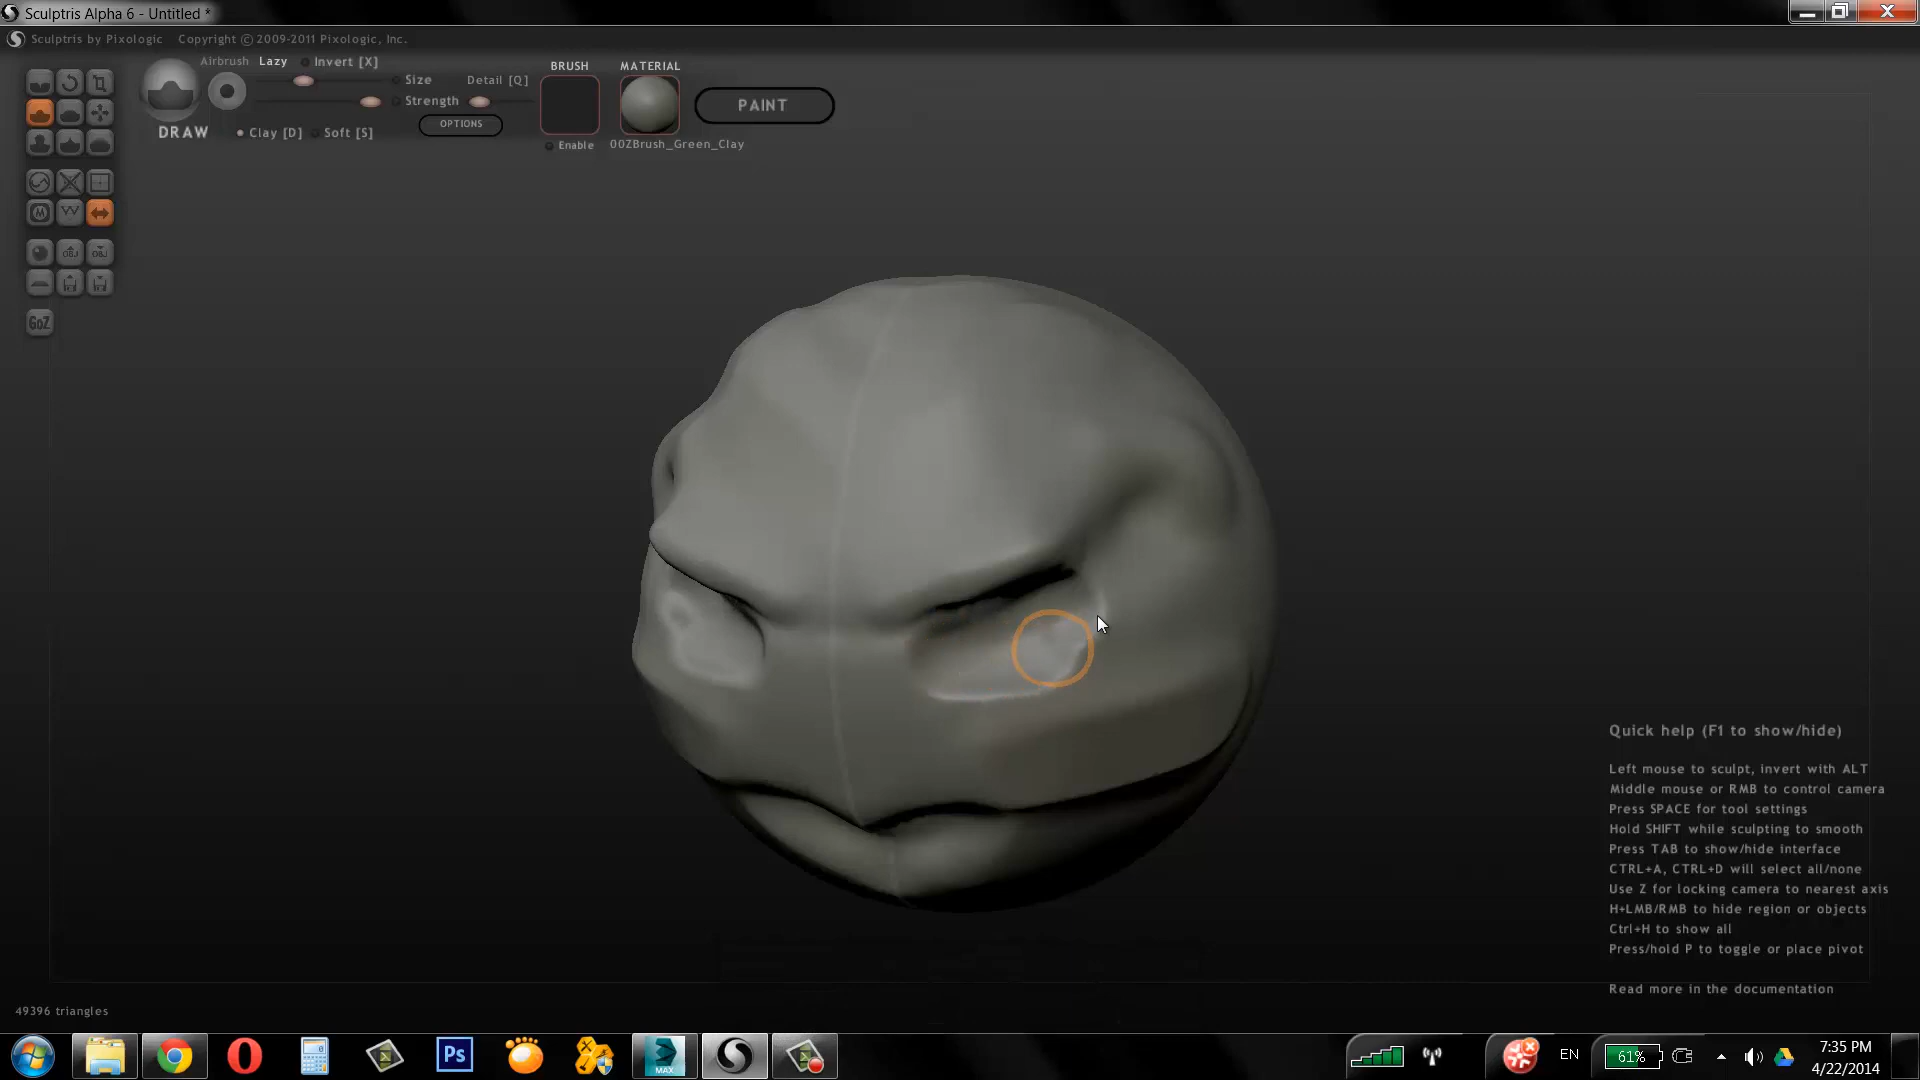 Sculptris Alpha 6 - Untitled *
Sculptris by Pixologic Copyright © 2009-2011 Pixologic, Inc.
Airbrush Lazy Invert [X]
Size Detail [Q]
Strength
DRAW
Clay [D] Soft [S]
OPTIONS
BRUSH
Enable
MATERIAL
00ZBrush_Green_Clay
PAINT
OBJ OBJ
GoZ
Quick help (F1 to show/hide)
Left mouse to sculpt, invert with ALT
Middle mouse or RMB to control camera
Press SPACE for tool settings
Hold SHIFT while sculpting to smooth
Press TAB to show/hide interface
CTRL+A, CTRL+D will select all/none
Use Z for locking camera to nearest axis
H+LMB/RMB to hide region or objects
Ctrl+H to show all
Press/hold P to toggle or place pivot
Read more in the documentation
49396 triangles
Ps
MAX
EN
61%
7:35 PM
4/22/2014